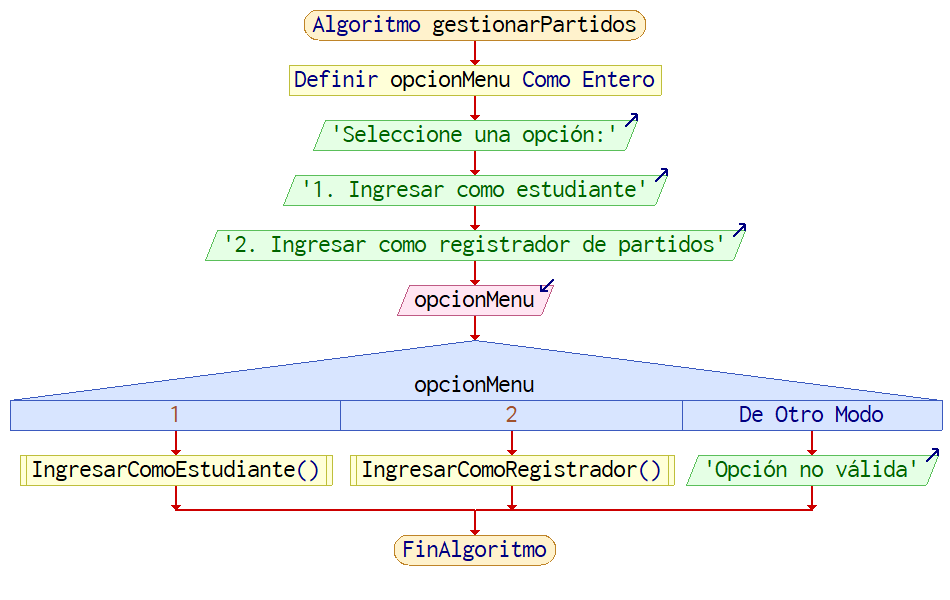 Algoritmo gestionarPartidos
Definir opcionMenu Como Entero
'Seleccione una opción:'
'1. Ingresar como estudiante'
'2. Ingresar como registrador de partidos'
opcionMenu
opcionMenu
1 2 De Otro Modo
IngresarComoEstudiante() IngresarComoRegistrador() 'Opción no válida'
FinAlgoritmo